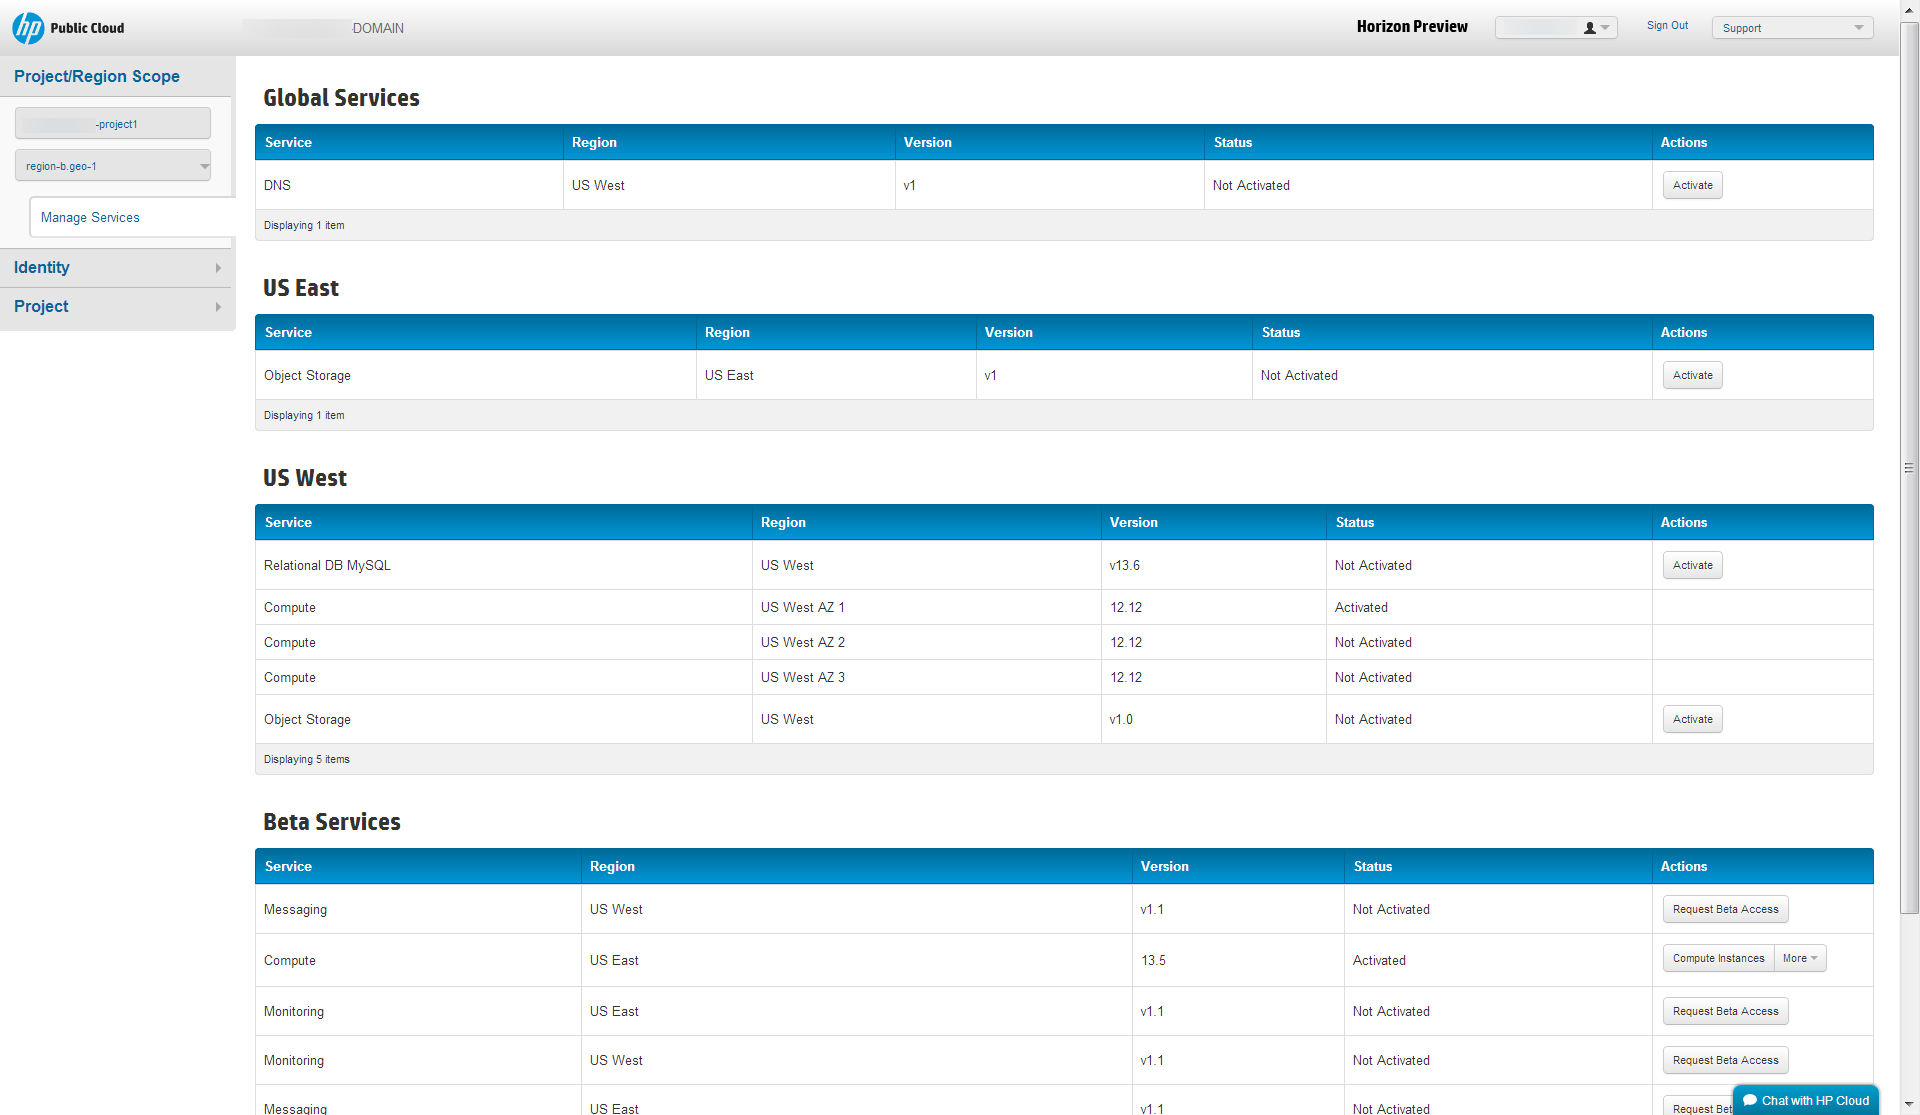 hp Public Cloud
DOMAIN
Horizon Preview
Sign Out
Support
Project/Region Scope
-project1
region-b.geo-1
Manage Services
Identity
Project
Global Services
Service Region Version Status Actions
DNS US West v1 Not Activated Activate
Displaying 1 item
US East
Service Region Version Status Actions
Object Storage US East v1 Not Activated Activate
Displaying 1 item
US West
Service Region Version Status Actions
Relational DB MySQL US West v13.6 Not Activated Activate
Compute US West AZ 1 12.12 Activated
Compute US West AZ 2 12.12 Not Activated
Compute US West AZ 3 12.12 Not Activated
Object Storage US West v1.0 Not Activated Activate
Displaying 5 items
Beta Services
Service Region Version Status Actions
Messaging US West v1.1 Not Activated Request Beta Access
Compute US East 13.5 Activated Compute Instances More
Monitoring US East v1.1 Not Activated Request Beta Access
Monitoring US West v1.1 Not Activated Request Beta Access
Messaging US East v1.1 Not Activated Request
Chat with HP Cloud